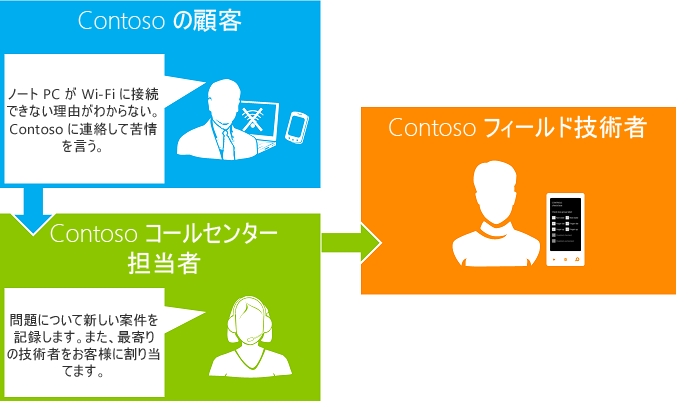 Contoso の顧客
ノート PC が Wi-Fi に接続
できない理由がわからない。
Contoso に連絡して苦情
を言う。
Contoso コールセンター
担当者
問題について新しい案件を
記録します。また、最寄り
の技術者をお客様に割り当
てます。
Contoso フィールド技術者